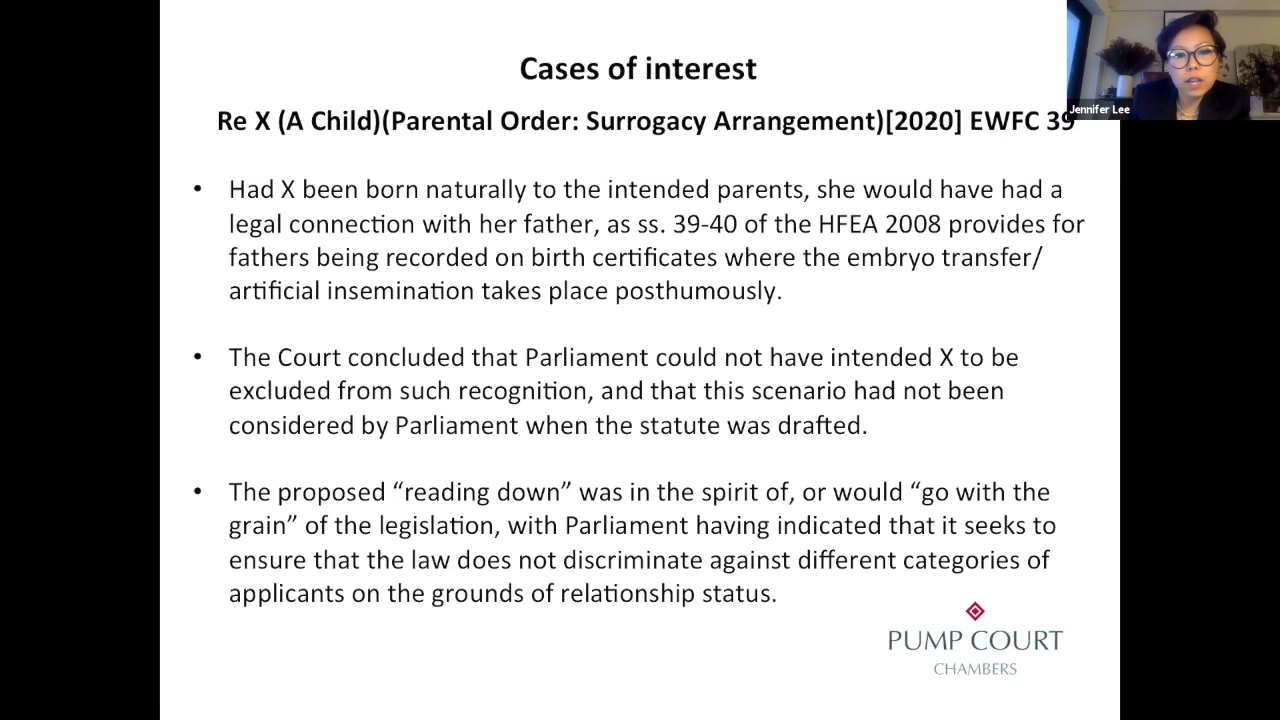 Cases of interest
Jennifer Lee
Re X (A Child)(Parental Order: Surrogacy Arrangement)[2020] EWFC 39
• Had X been born naturally to the intended parents, she would have had a
legal connection with her father, as ss. 39-40 of the HFEA 2008 provides for
fathers being recorded on birth certificates where the embryo transfer/
artificial insemination takes place posthumously.
• The Court concluded that Parliament could not have intended X to be
excluded from such recognition, and that this scenario had not been
considered by Parliament when the statute was drafted.
• The proposed “reading down” was in the spirit of, or would “go with the
grain” of the legislation, with Parliament having indicated that it seeks to
ensure that the law does not discriminate against different categories of
applicants on the grounds of relationship status.
PUMP COURT
CHAMBERS